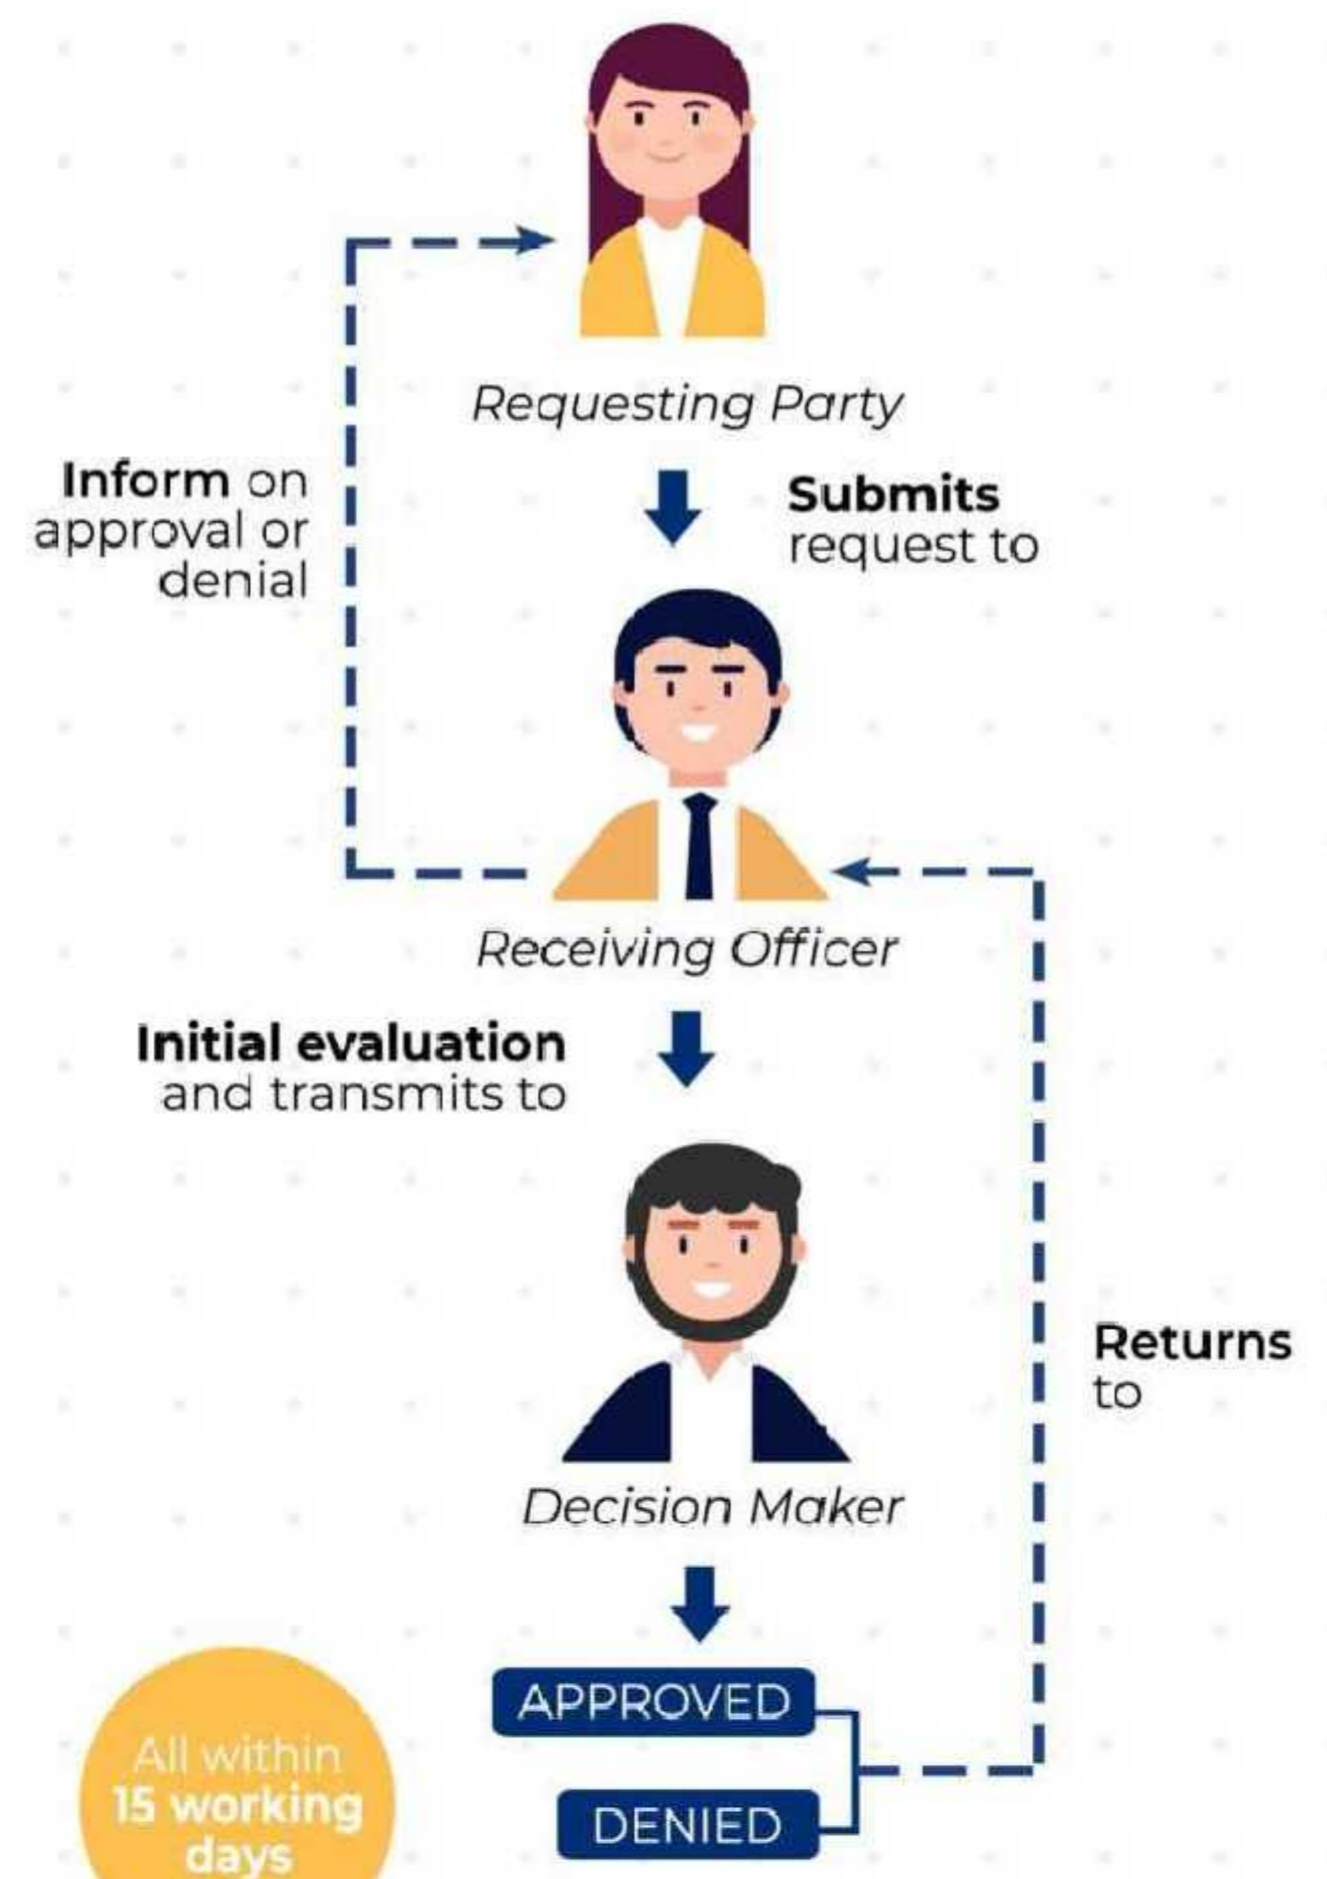 Requesting Party
Inform on
approval or
denial
Submits
request to
Receiving Officer
Initial evaluation
and transmits to
Returns
to
Decision Maker
APPROVED
DENIED
All within
15 working
days